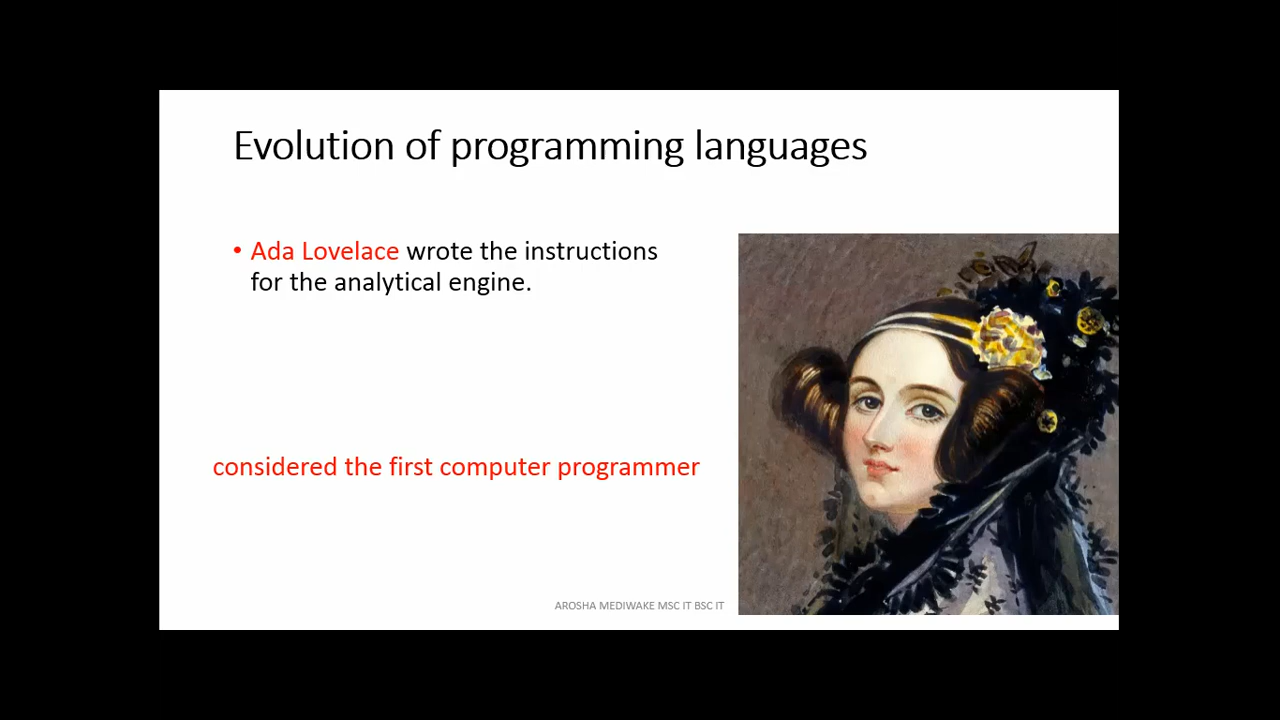 Evolution of programming languages
• Ada Lovelace wrote the instructions
for the analytical engine.
considered the first computer programmer
AROSHA MEDIWAKE MSC IT BSC IT